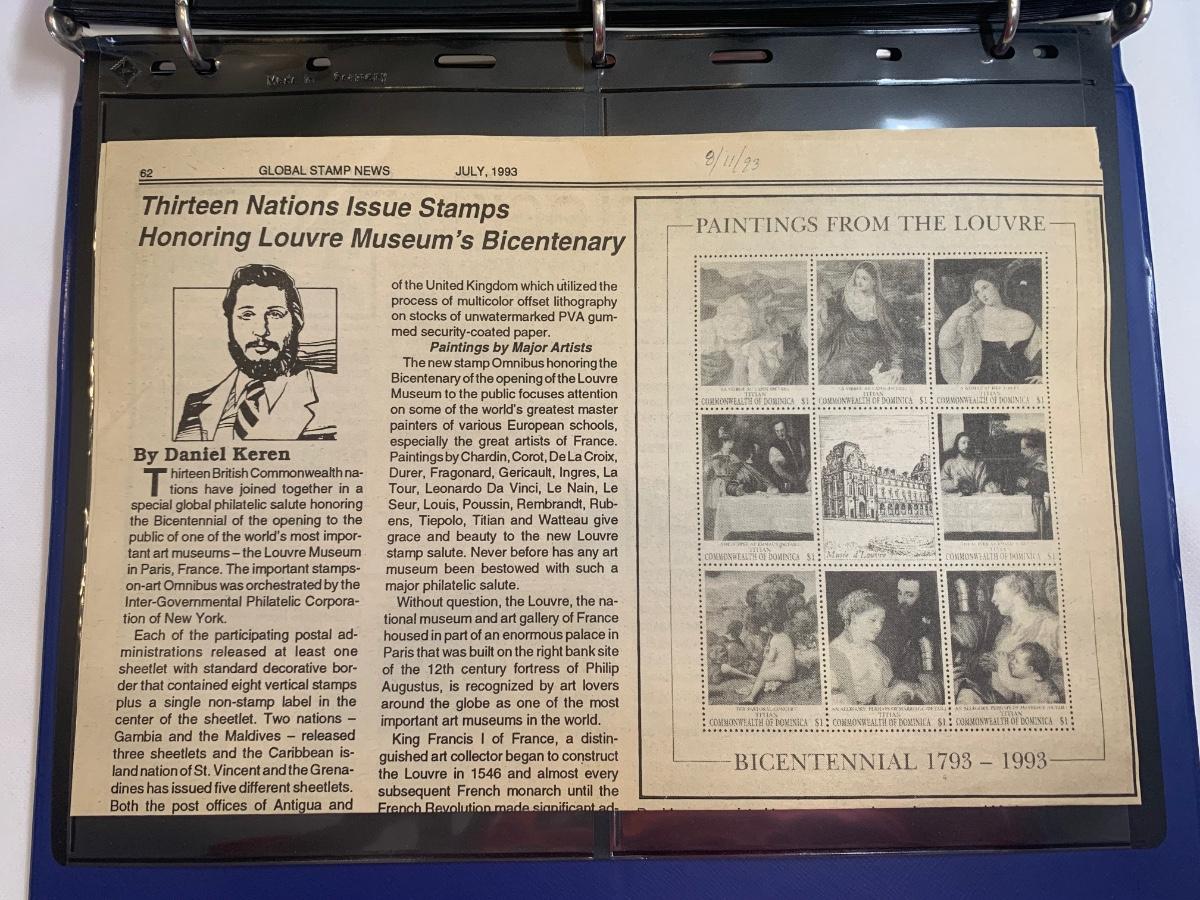 Made in Germany
8/11/93
62 GLOBAL STAMP NEWS JULY, 1993
Thirteen Nations Issue Stamps
Honoring Louvre Museum's Bicentenary
By Daniel Keren
Thirteen British Commonwealth na-
tions have joined together in a
special global philatelic salute honoring
the Bicentennial of the opening to the
public of one of the world's most impor-
tant art museums – the Louvre Museum
in Paris, France. The important stamps-
on-art Omnibus was orchestrated by the
Inter-Governmental Philatelic Corpora-
tion of New York.
Each of the participating postal ad-
ministrations released at least one
sheetlet with standard decorative bor-
der that contained eight vertical stamps
plus a single non-stamp label in the
center of the sheetlet. Two nations –
Gambia and the Maldives – released
three sheetlets and the Caribbean is-
land nation of St. Vincent and the Grena-
dines has issued five different sheetlets.
Both the post offices of Antigua and
of the United Kingdom which utilized the
process of multicolor offset lithography
on stocks of unwatermarked PVA gum-
med security-coated paper.
Paintings by Major Artists
The new stamp Omnibus honoring the
Bicentenary of the opening of the Louvre
Museum to the public focuses attention
on some of the world's greatest master
painters of various European schools,
especially the great artists of France.
Paintings by Chardin, Corot, De La Croix,
Durer, Fragonard, Gericault, Ingres, La
Tour, Leonardo Da Vinci, Le Nain, Le
Seur, Louis, Poussin, Rembrandt, Rub-
ens, Tiepolo, Titian and Watteau give
grace and beauty to the new Louvre
stamp salute. Never before has any art
museum been bestowed with such a
major philatelic salute.
Without question, the Louvre, the na-
tional museum and art gallery of France
housed in part of an enormous palace in
Paris that was built on the right bank site
of the 12th century fortress of Philip
Augustus, is recognized by art lovers
around the globe as one of the most
important art museums in the world.
King Francis I of France, a distin-
guished art collector began to construct
the Louvre in 1546 and almost every
subsequent French monarch until the
French Revolution made significant ad-
PAINTINGS FROM THE LOUVRE
TITIAN
COMMONWEALTH OF DOMINICA $1
TITIAN
COMMONWEALTH OF DOMINICA $1
TITIAN
COMMONWEALTH OF DOMINICA $1
TITIAN
COMMONWEALTH OF DOMINICA $1
Musée d'Louvre
TITIAN
COMMONWEALTH OF DOMINICA $1
THE PASTORAL CONCERT
TITIAN
COMMONWEALTH OF DOMINICA $1
TITIAN
COMMONWEALTH OF DOMINICA $1
TITIAN
COMMONWEALTH OF DOMINICA $1
BICENTENNIAL 1793 – 1993